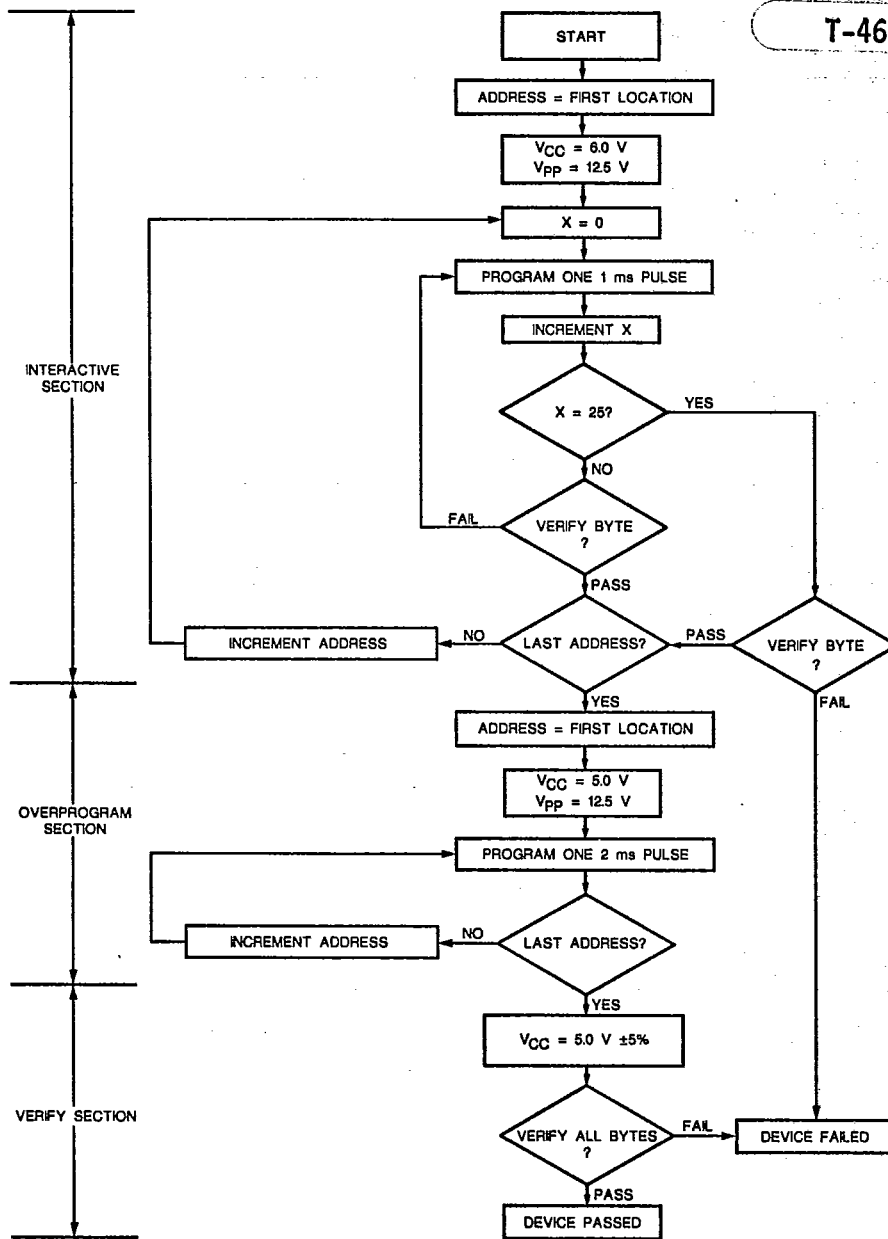 T-46
START
ADDRESS = FIRST LOCATION
VCC = 6.0 V
VPP = 12.5 V
X = 0
PROGRAM ONE 1 ms PULSE
INCREMENT X
INTERACTIVE
SECTION
X = 25?
YES
NO
FAIL
VERIFY BYTE
?
PASS
INCREMENT ADDRESS
NO
LAST ADDRESS?
PASS
VERIFY BYTE
?
YES
FAIL
ADDRESS = FIRST LOCATION
VCC = 5.0 V
VPP = 12.5 V
OVERPROGRAM
SECTION
PROGRAM ONE 2 ms PULSE
INCREMENT ADDRESS
NO
LAST ADDRESS?
YES
VCC = 5.0 V ±5%
VERIFY SECTION
VERIFY ALL BYTES
?
FAIL
DEVICE FAILED
PASS
DEVICE PASSED